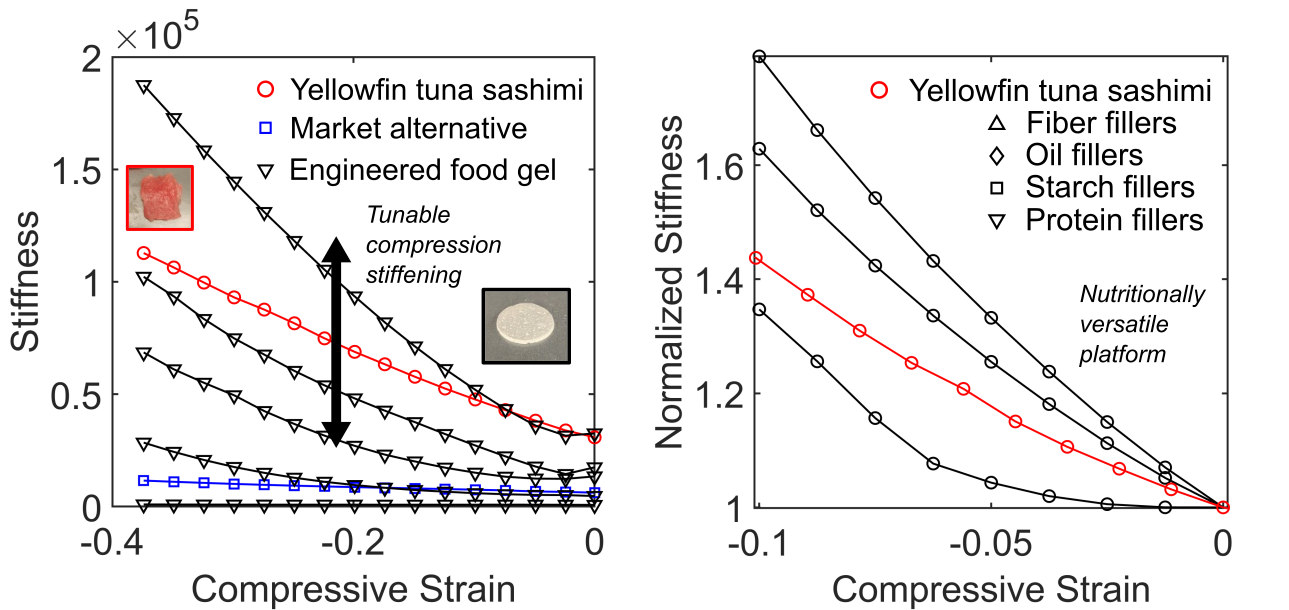 ×10⁵
2
1.5
1
0.5
0
-0.4
-0.2
0
Stiffness
Compressive Strain
Yellowfin tuna sashimi
Market alternative
Engineered food gel
Tunable
compression
stiffening
1.6
1.4
1.2
1
-0.1
-0.05
0
Normalized Stiffness
Compressive Strain
Yellowfin tuna sashimi
Fiber fillers
Oil fillers
Starch fillers
Protein fillers
Nutritionally
versatile
platform